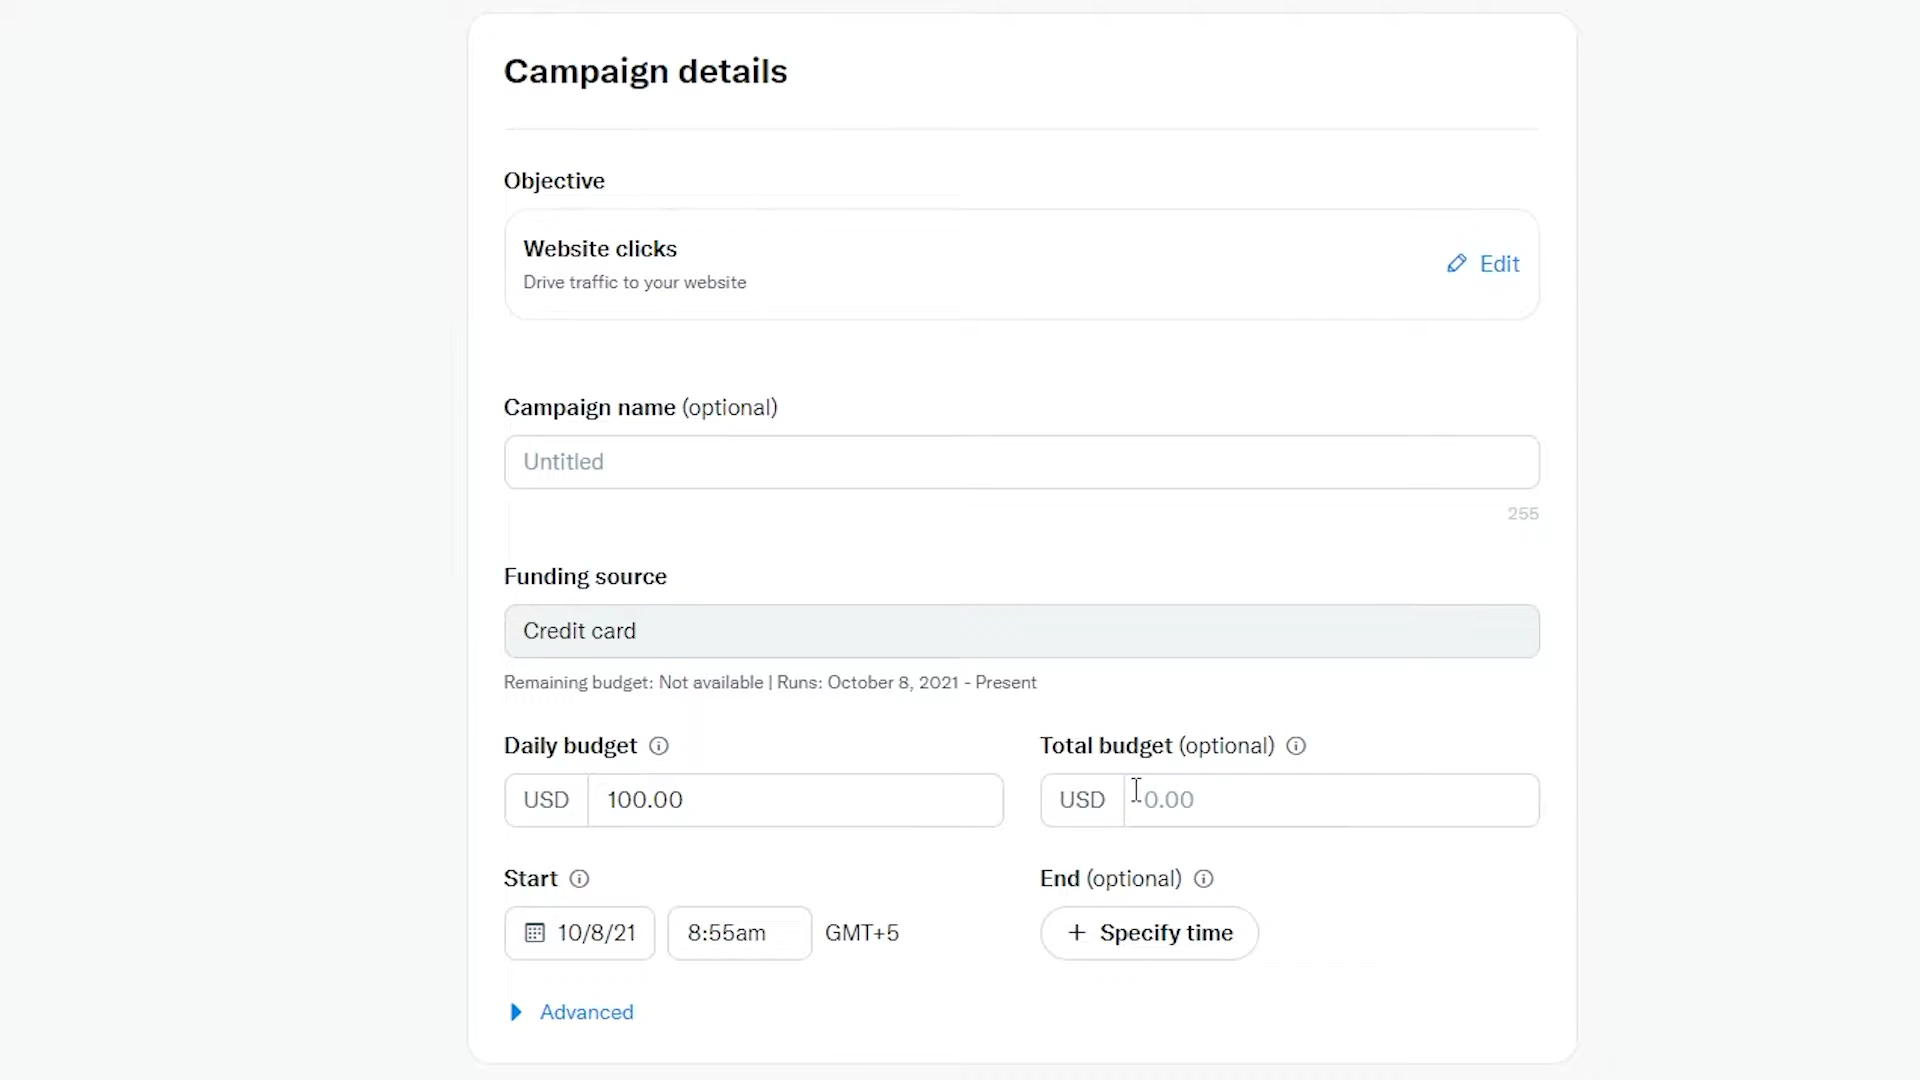 Campaign details
Objective
Website clicks
Drive traffic to your website
Edit
Campaign name (optional)
Untitled
255
Funding source
Credit card
Remaining budget: Not available | Runs: October 8, 2021 - Present
Daily budget
Total budget (optional)
USD 100.00
USD 0.00
Start
End (optional)
10/8/21 8:55am GMT+5
+ Specify time
Advanced